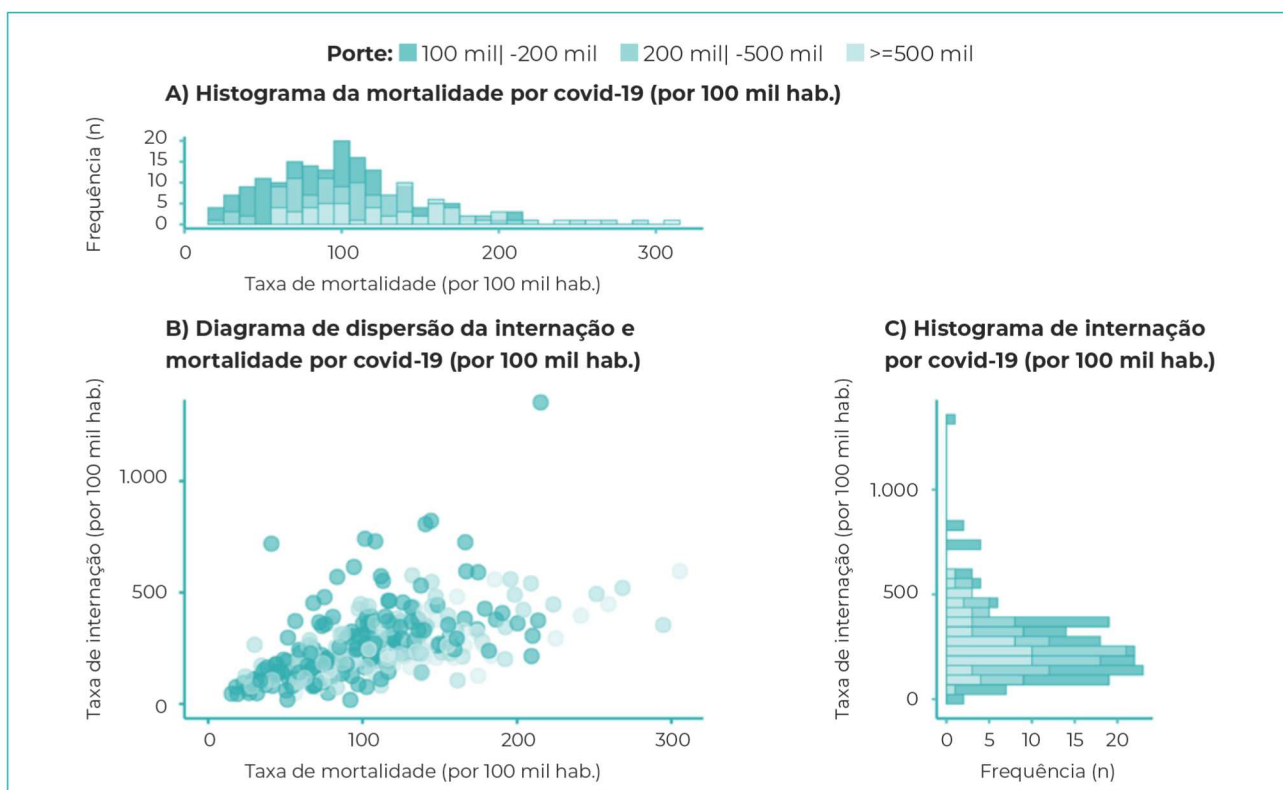 Porte: 100 mil| -200 mil 200 mil| -500 mil >=500 mil
A) Histograma da mortalidade por covid-19 (por 100 mil hab.)
Frequência (n)
20
15
10
5
0
0 100 200 300
Taxa de mortalidade (por 100 mil hab.)
B) Diagrama de dispersão da internação e
mortalidade por covid-19 (por 100 mil hab.)
Taxa de internação (por 100 mil hab.)
1.000
500
0
0 100 200 300
Taxa de mortalidade (por 100 mil hab.)
C) Histograma de internação
por covid-19 (por 100 mil hab.)
Taxa de internação (por 100 mil hab.)
1.000
500
0
0 5 10 15 20
Frequência (n)